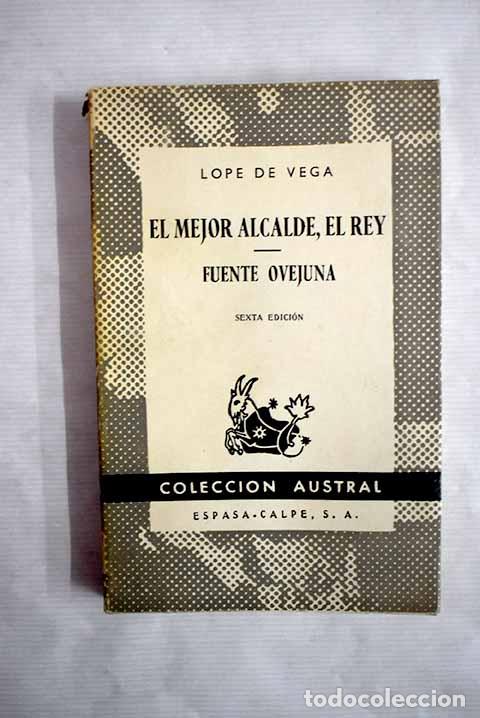 LOPE DE VEGA
EL MEJOR ALCALDE, EL REY
FUENTE OVEJUNA
SEXTA EDICIÓN
COLECCION AUSTRAL
ESPASA-CALPE, S. A.
todocoleccion